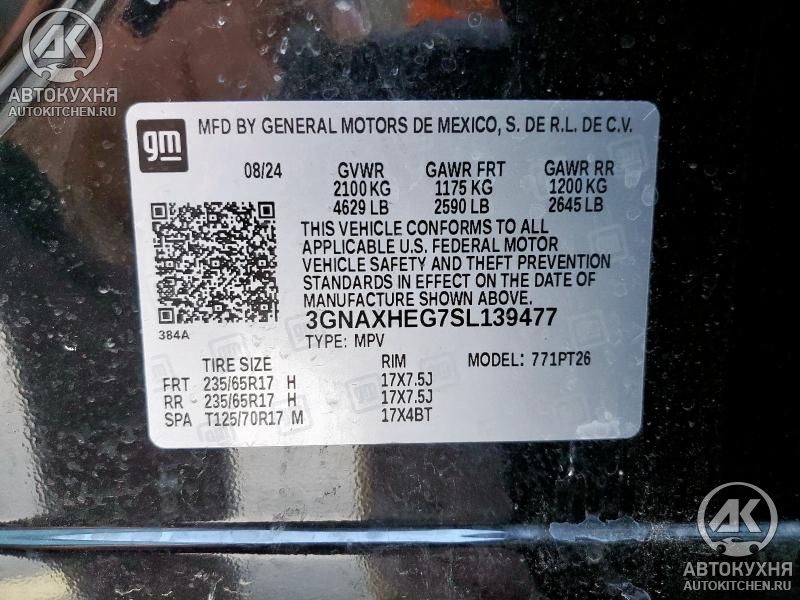 AK
АВТОКУХНЯ
AUTOKITCHEN.RU
gm
MFD BY GENERAL MOTORS DE MEXICO, S. DE R.L. DE C.V.
08/24 GVWR GAWR FRT GAWR RR
2100 KG 1175 KG 1200 KG
4629 LB 2590 LB 2645 LB
THIS VEHICLE CONFORMS TO ALL
APPLICABLE U.S. FEDERAL MOTOR
VEHICLE SAFETY AND THEFT PREVENTION
STANDARDS IN EFFECT ON THE DATE OF
MANUFACTURE SHOWN ABOVE.
3GNAXHEG7SL139477
384A
TYPE: MPV MODEL: 771PT26
TIRE SIZE RIM
FRT 235/65R17 H 17X7.5J
RR 235/65R17 H 17X7.5J
SPA T125/70R17 M 17X4BT
AK
АВТОКУХНЯ
AUTOKITCHEN.RU